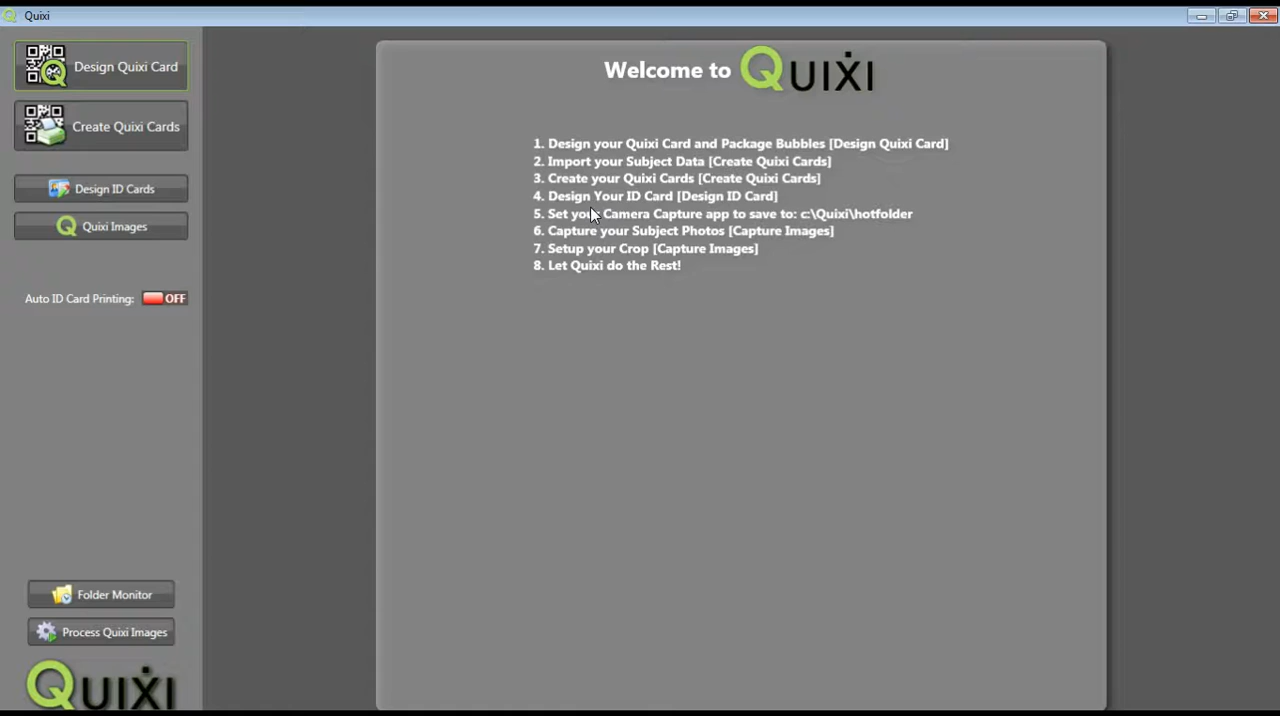 Quixi
Design Quixi Card
Create Quixi Cards
Design ID Cards
Quixi Images
Auto ID Card Printing: OFF
Folder Monitor
Process Quixi Images
QUIXI
Welcome to QUIXI
1. Design your Quixi Card and Package Bubbles [Design Quixi Card]
2. Import your Subject Data [Create Quixi Cards]
3. Create your Quixi Cards [Create Quixi Cards]
4. Design Your ID Card [Design ID Card]
5. Set your Camera Capture app to save to: c:\Quixi\hotfolder
6. Capture your Subject Photos [Capture Images]
7. Setup your Crop [Capture Images]
8. Let Quixi do the Rest!